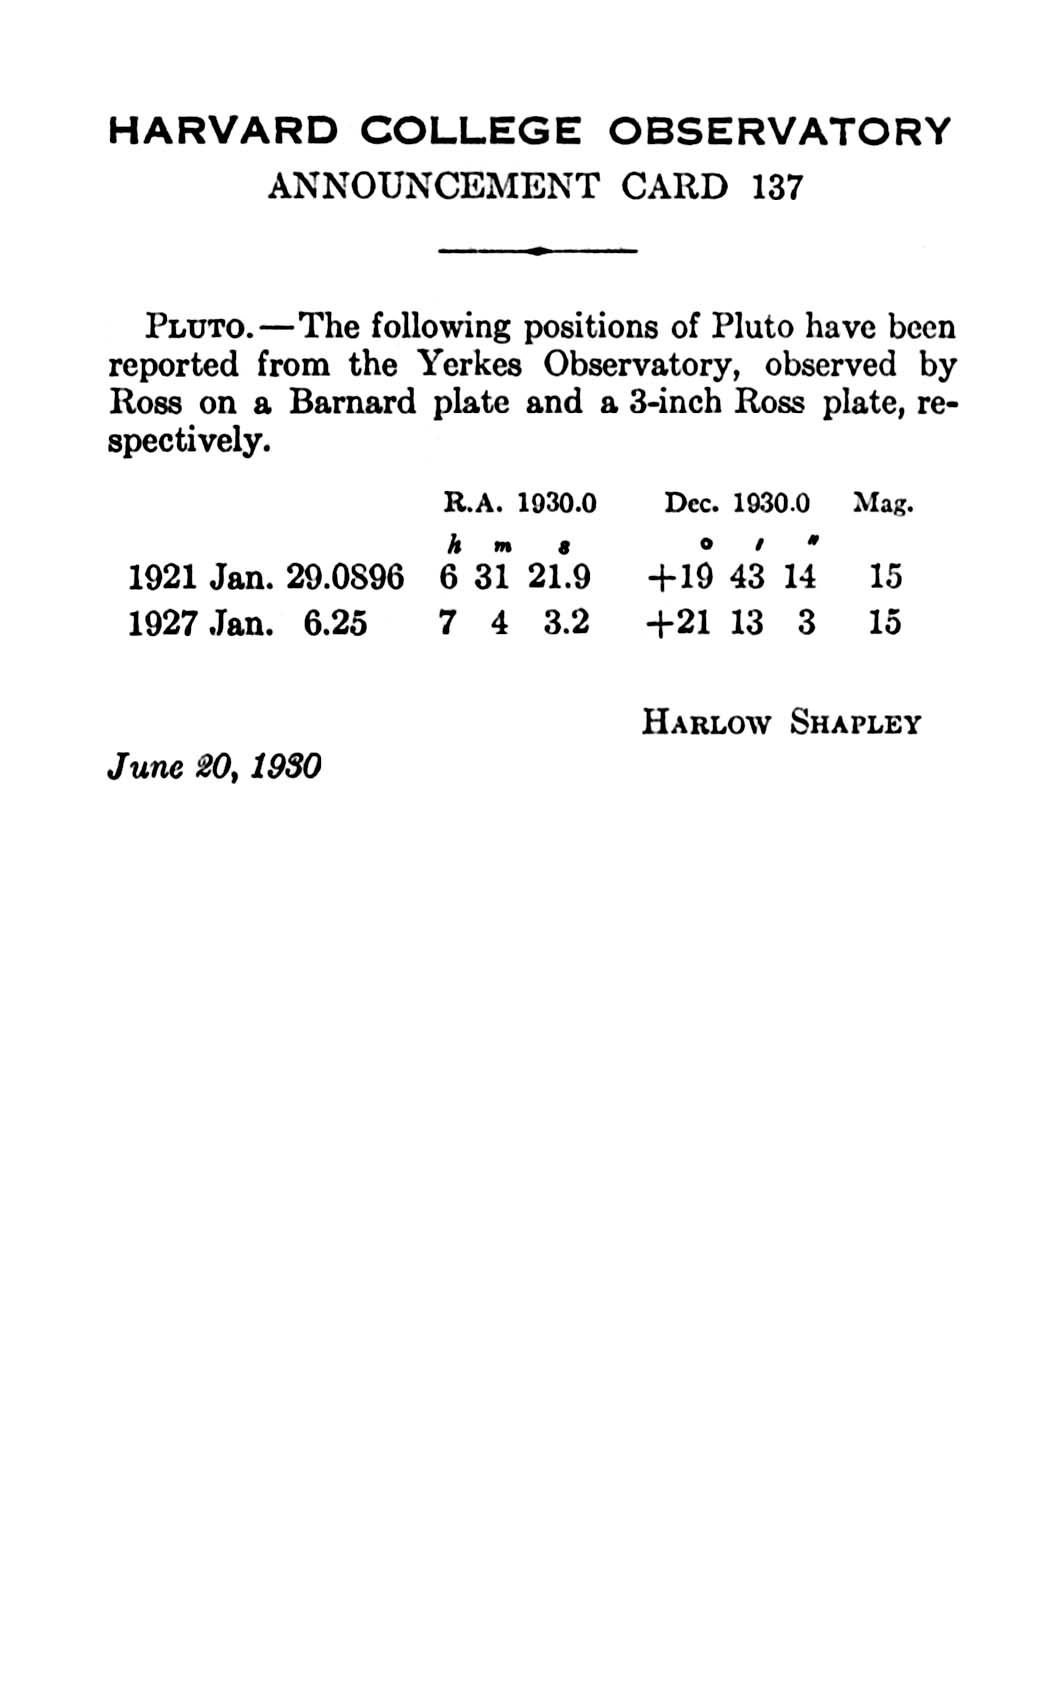 HARVARD COLLEGE OBSERVATORY
ANNOUNCEMENT CARD 137
PLUTO.—The following positions of Pluto have been
reported from the Yerkes Observatory, observed by
Ross on a Barnard plate and a 3-inch Ross plate, re-
spectively.
R.A. 1930.0 Dec. 1930.0 Mag.
h m s ° ′ ″
1921 Jan. 29.0896 6 31 21.9 +19 43 14 15
1927 Jan. 6.25 7 4 3.2 +21 13 3 15
HARLOW SHAPLEY
June 20, 1930